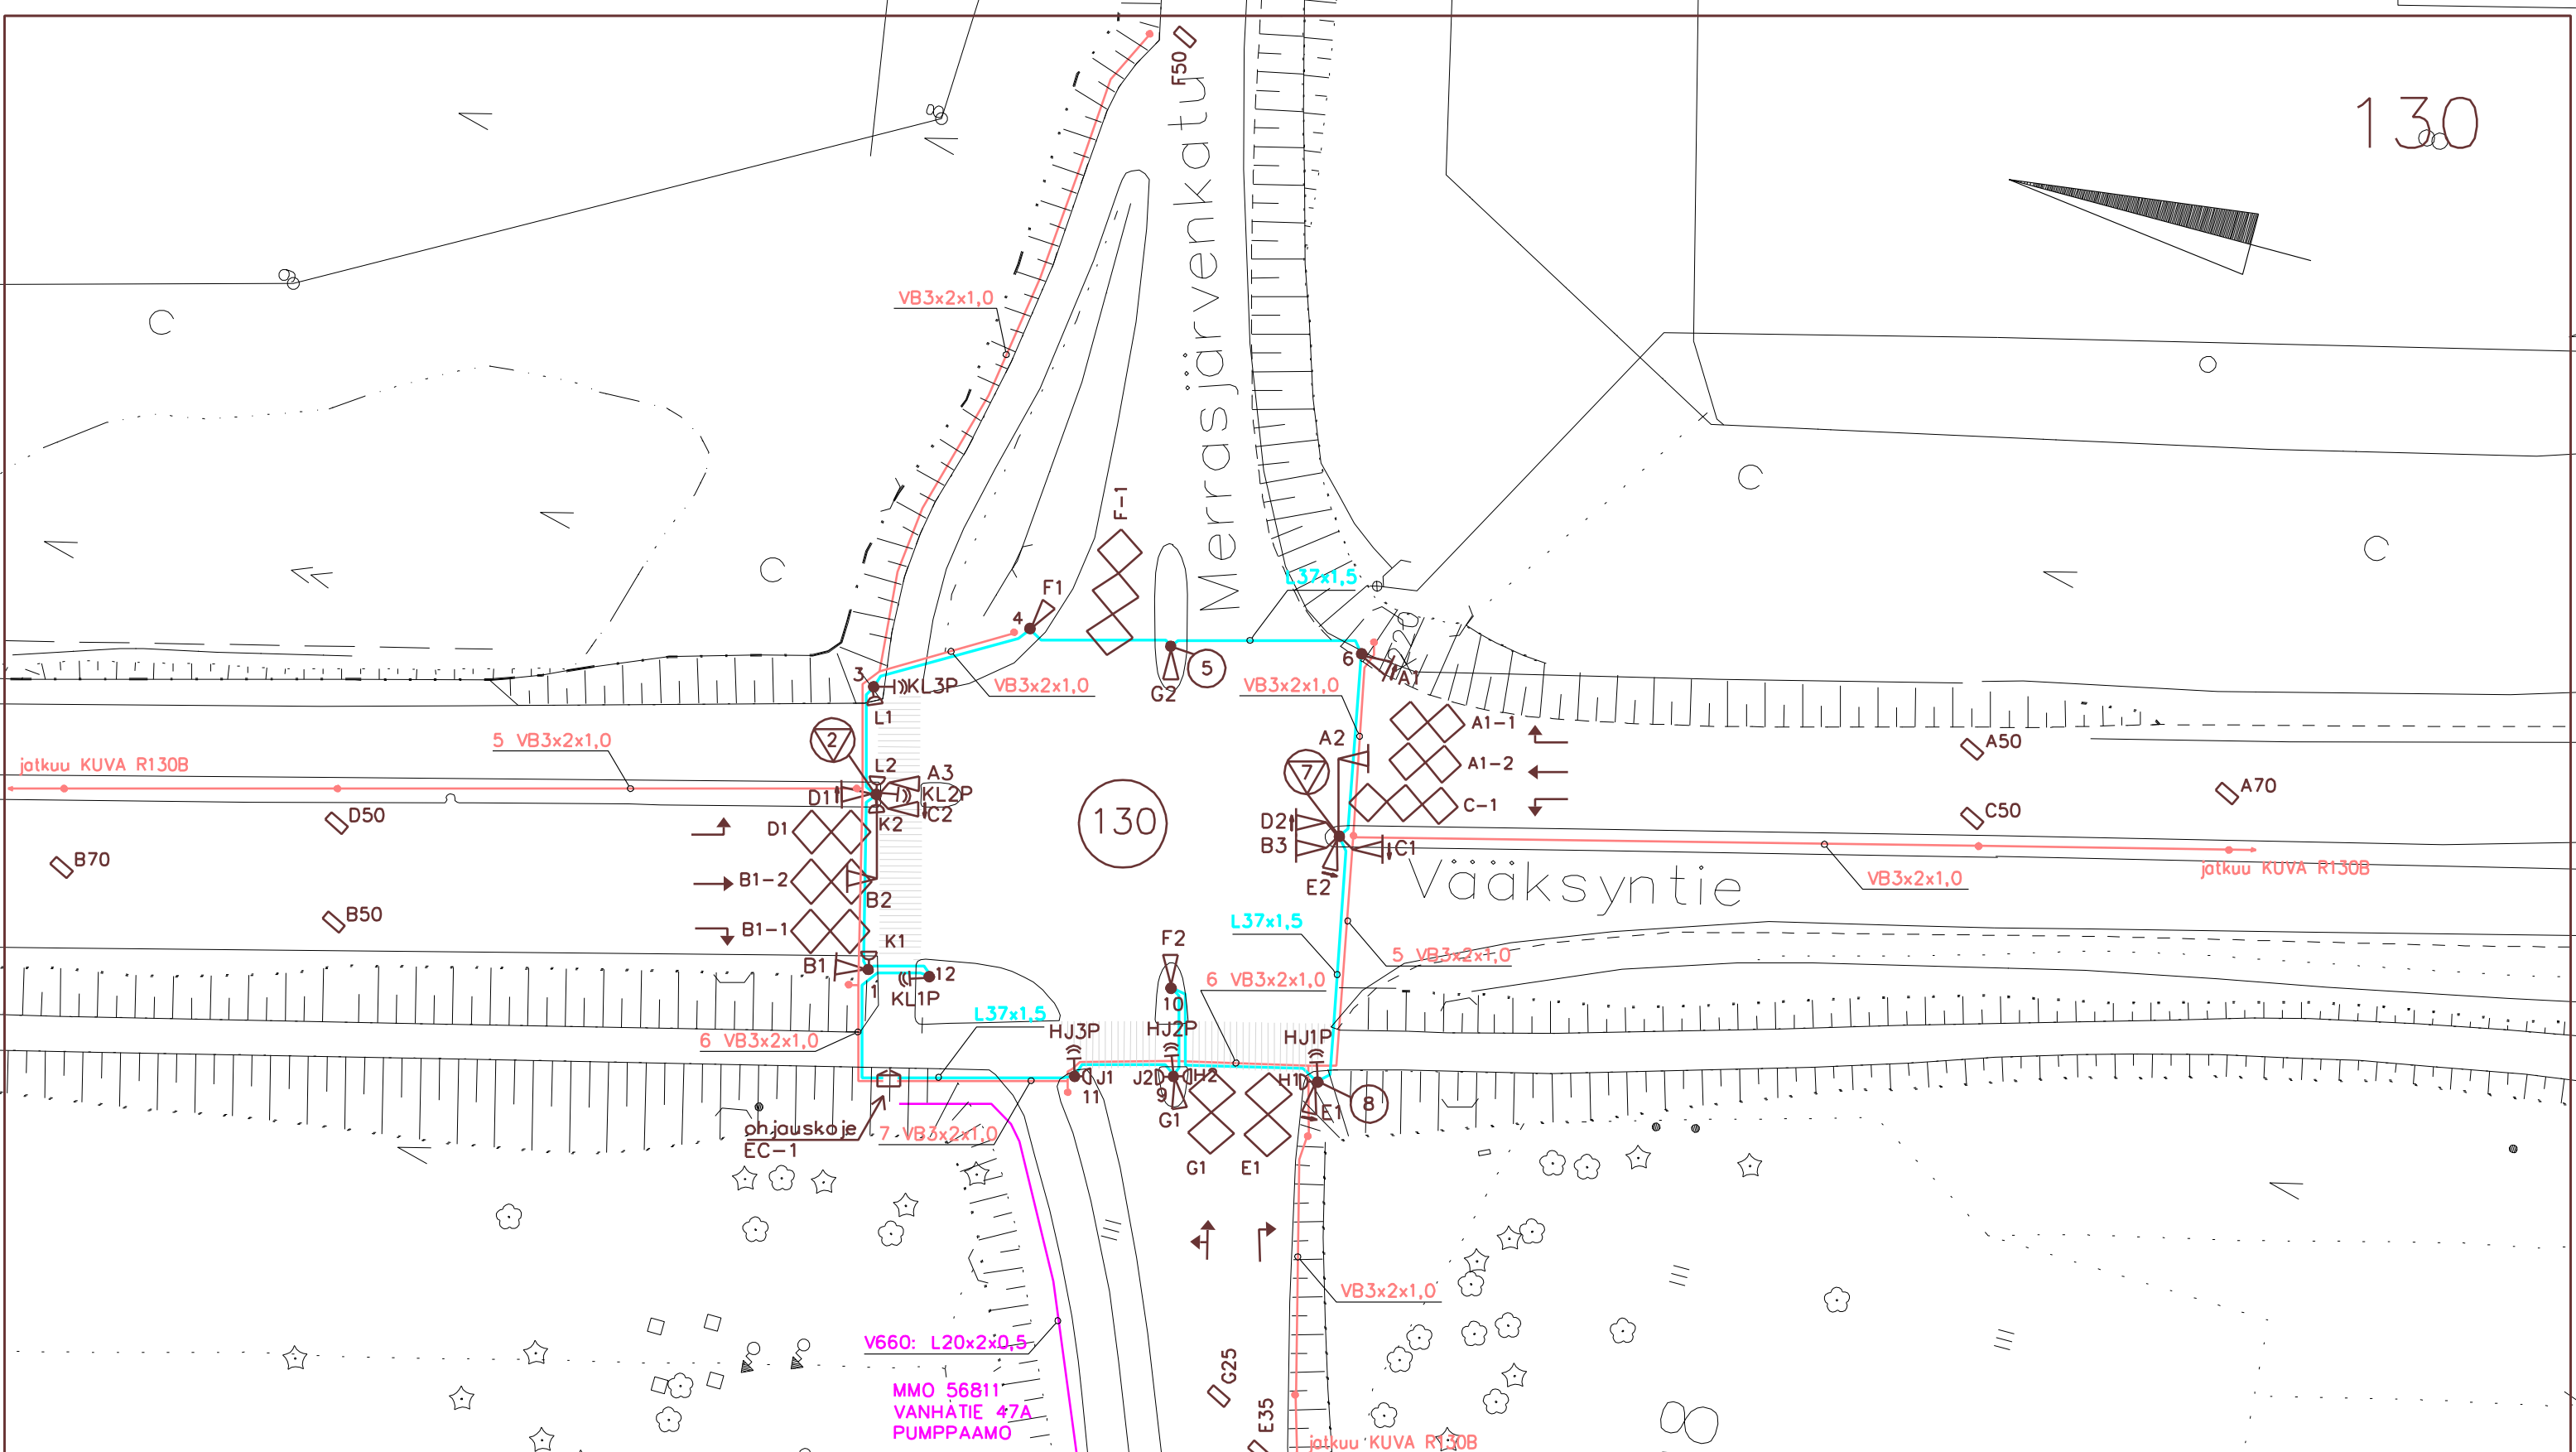 F50
Merrasjärvenkatu
130
VB3x2x1,0
F-1
L37x1,5
F1
4
5
G2
VB3x2x1,0
VB3x2x1,0
6
A1
3
KL3P
L1
2
5 VB3x2x1,0
jatkuu KUVA R130B
L2
A3
D1
KL2P
C2
K2
A2
7
A1-1
A1-2
C-1
A50
A70
C50
D50
B70
B50
D1
B1-2
B2
B1-1
130
D2
B3
C1
E2
Vääksyntie
VB3x2x1,0
jatkuu KUVA R130B
L37x1,5
5 VB3x2x1,0
6 VB3x2x1,0
K1
B1
1
12
KL1P
F2
10
L37x1,5
HJ3P
HJ2P
HJ1P
6 VB3x2x1,0
J1
11
J2
H2
9
G1
H1
E1
8
ohjauskoje
EC-1
7 VB3x2x1,0
G1
E1
VB3x2x1,0
V660: L20x2x0,5
MMO 56811
VANHATIE 47A
PUMPPAAMO
G25
E35
jatkuu KUVA R130B